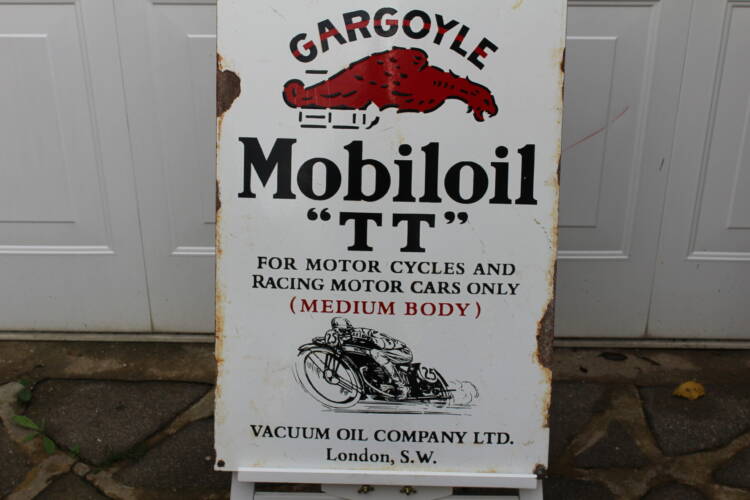 GARGOYLE
Mobiloil
"TT"
FOR MOTOR CYCLES AND
RACING MOTOR CARS ONLY
(MEDIUM BODY)
VACUUM OIL COMPANY LTD.
London, S.W.